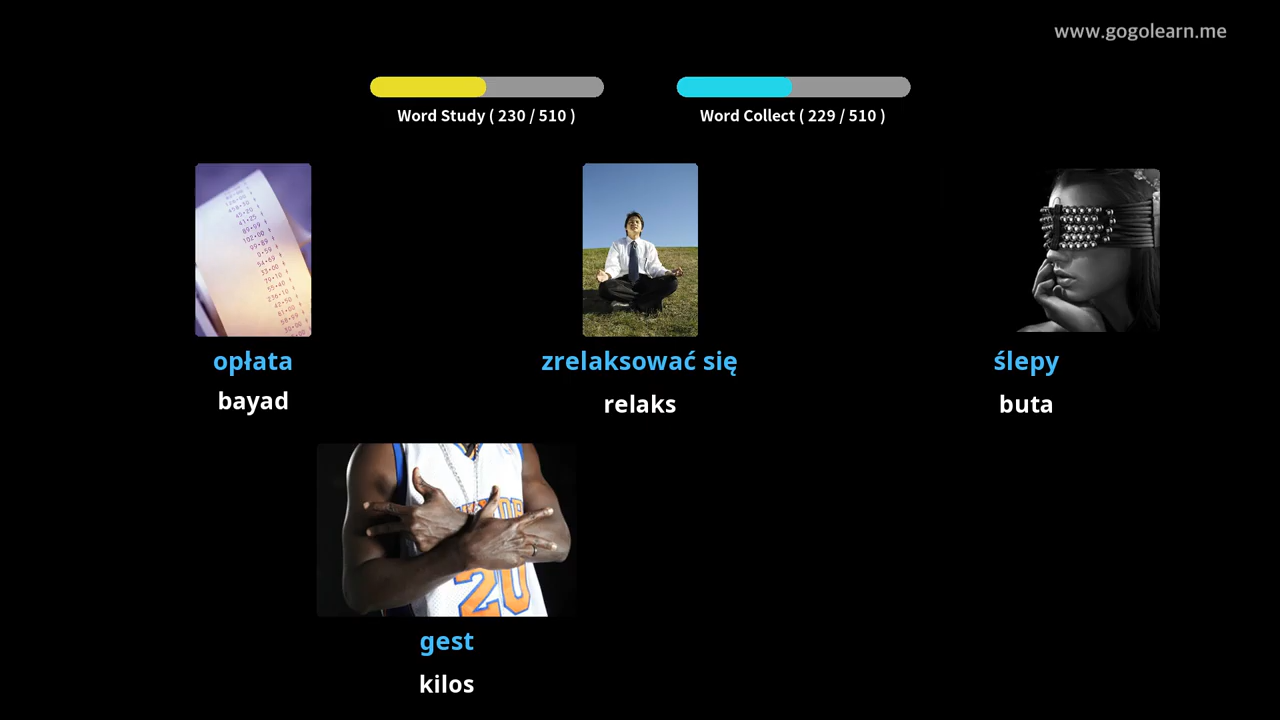 www.gogolearn.me
Word Study ( 230 / 510 )
Word Collect ( 229 / 510 )
opłata
bayad
zrelaksować się
relaks
ślepy
buta
20
gest
kilos